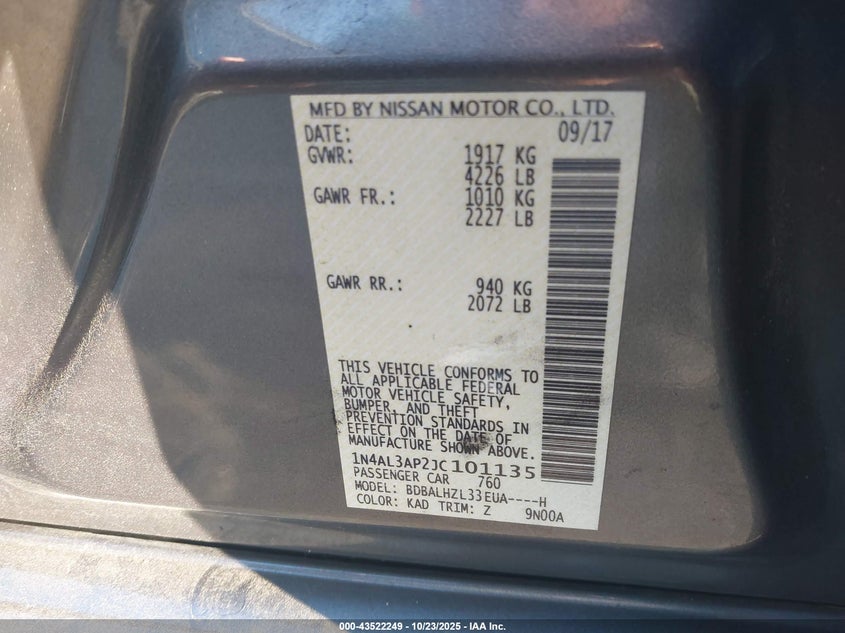 MFD BY NISSAN MOTOR CO., LTD.
DATE: 09/17
GVWR: 1917 KG
4226 LB
GAWR FR.: 1010 KG
2227 LB
GAWR RR.: 940 KG
2072 LB
THIS VEHICLE CONFORMS TO
ALL APPLICABLE FEDERAL
MOTOR VEHICLE SAFETY,
BUMPER, AND THEFT
PREVENTION STANDARDS IN
EFFECT ON THE DATE OF
MANUFACTURE SHOWN ABOVE.
1N4AL3AP2JC101135
PASSENGER CAR 760
MODEL: BDBALHZL33EUA----H
COLOR: KAD TRIM: Z 9N00A
000-43522249 - 10/23/2025 - IAA Inc.